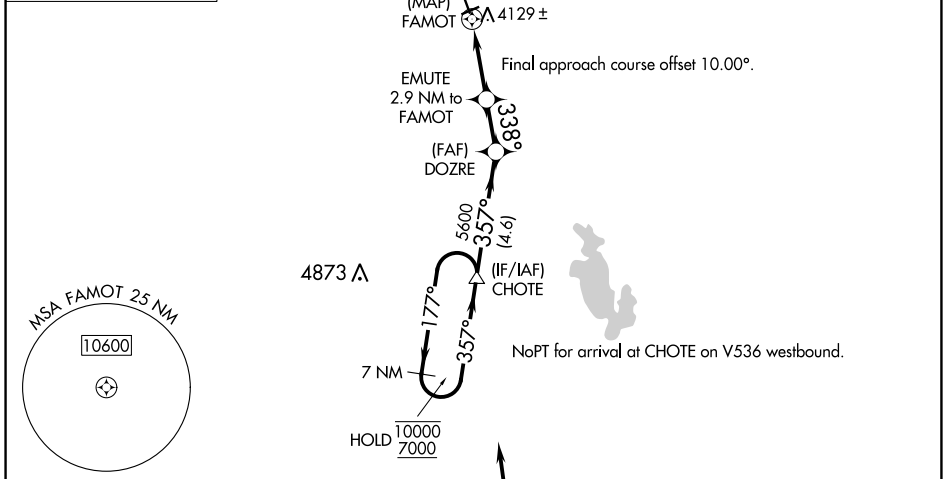 (MAP)
FAMOT
4129 ±
Final approach course offset 10.00°.
EMUTE
2.9 NM to
FAMOT
338°
(FAF)
DOZRE
5600
357°
(4.6)
4873
(IF/IAF)
CHOTE
MSA FAMOT 25 NM
10600
177°
357°
NoPT for arrival at CHOTE on V536 westbound.
7 NM
HOLD
10000
7000